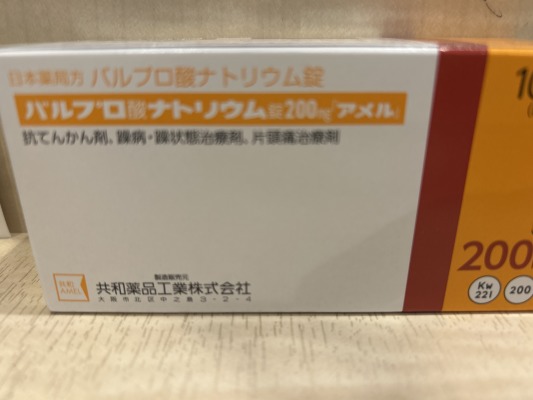 日本薬局方 バルプロ酸ナトリウム錠
バルプロ酸ナトリウム錠200mg「アメル」
抗てんかん剤、躁病・躁状態治療剤、片頭痛治療剤
共和
AMEL
製造販売元
共和薬品工業株式会社
大阪市北区中之島3-2-4
10
200
Kw
221
200